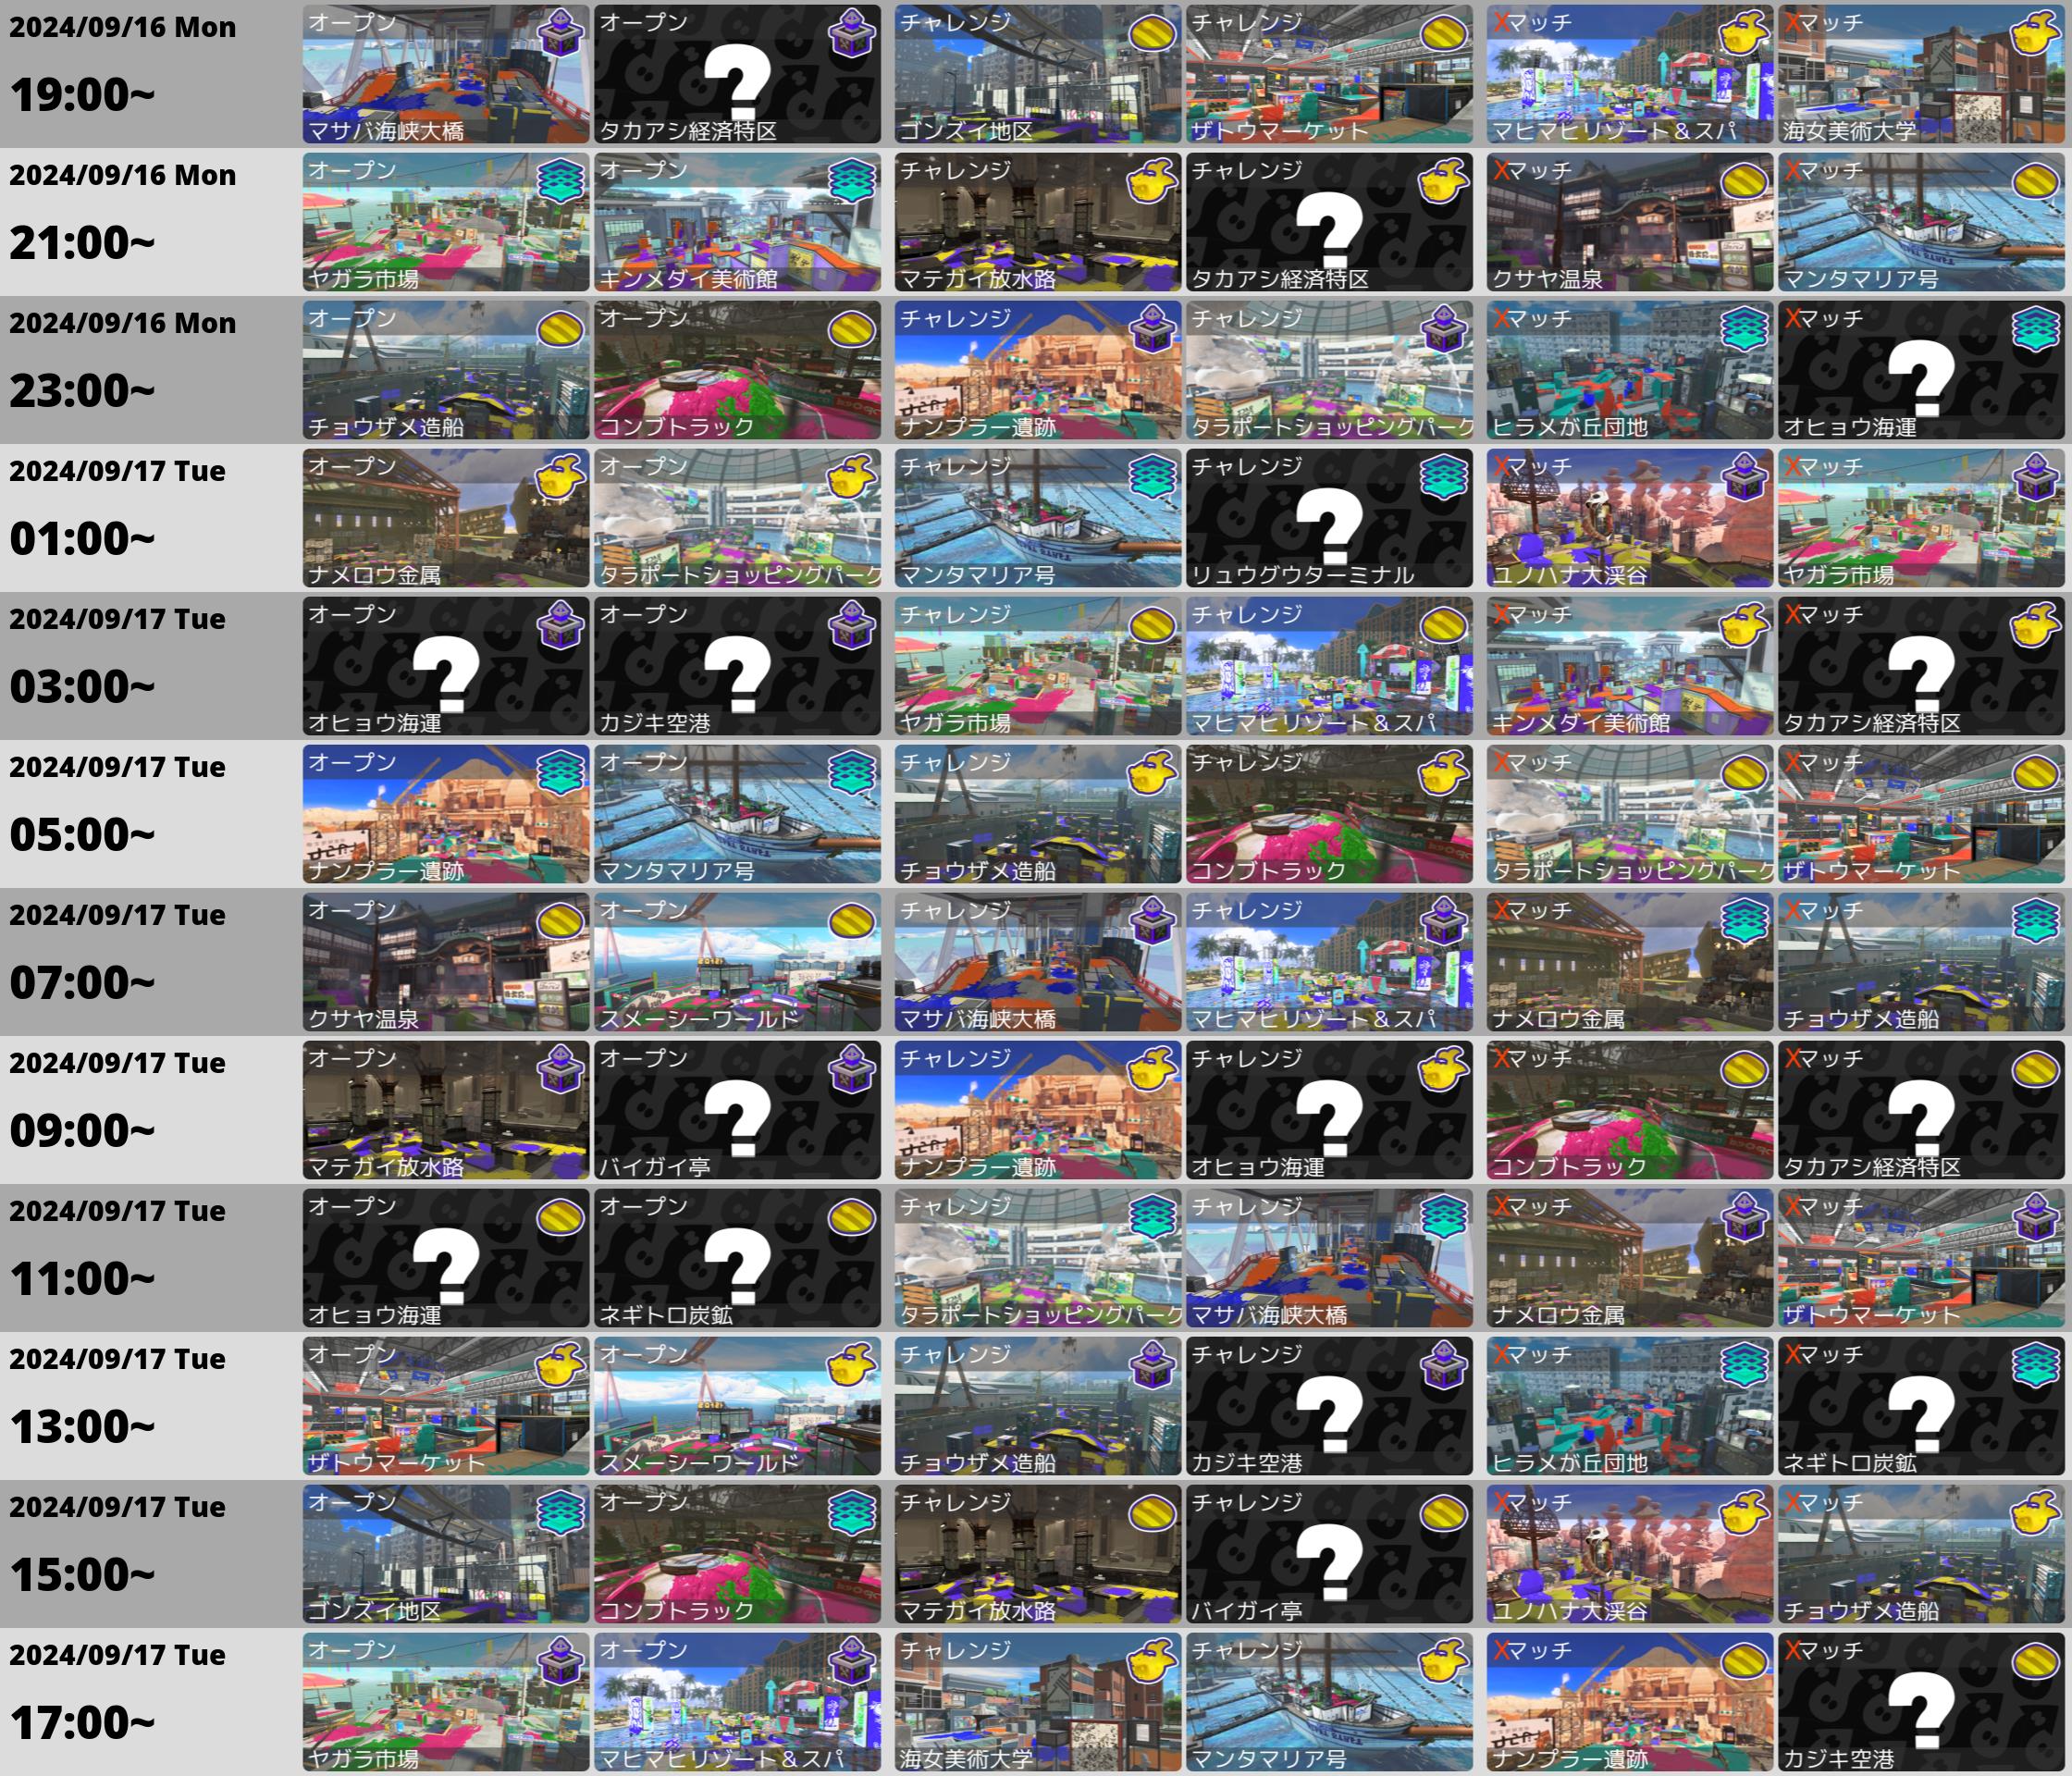 2024/09/16 Mon
19:00~
オープン オープン チャレンジ チャレンジ Xマッチ Xマッチ
マサバ海峡大橋 タカアシ経済特区 ゴンズイ地区 ザトウマーケット マヒマヒリゾート＆スパ 海女美術大学
2024/09/16 Mon
21:00~
オープン オープン チャレンジ チャレンジ Xマッチ Xマッチ
ヤガラ市場 キンメダイ美術館 マテガイ放水路 タカアシ経済特区 クサヤ温泉 マンタマリア号
2024/09/16 Mon
23:00~
オープン オープン チャレンジ チャレンジ Xマッチ Xマッチ
チョウザメ造船 コンブトラック ナンプラー遺跡 タラポートショッピングパーク ヒラメが丘団地 オヒョウ海運
2024/09/17 Tue
01:00~
オープン オープン チャレンジ チャレンジ Xマッチ Xマッチ
ナメロウ金属 タラポートショッピングパーク マンタマリア号 リュウグウターミナル ユノハナ大渓谷 ヤガラ市場
2024/09/17 Tue
03:00~
オープン オープン チャレンジ チャレンジ Xマッチ Xマッチ
オヒョウ海運 カジキ空港 ヤガラ市場 マヒマヒリゾート＆スパ キンメダイ美術館 タカアシ経済特区
2024/09/17 Tue
05:00~
オープン オープン チャレンジ チャレンジ Xマッチ Xマッチ
ナンプラー遺跡 マンタマリア号 チョウザメ造船 コンブトラック タラポートショッピングパーク ザトウマーケット
2024/09/17 Tue
07:00~
オープン オープン チャレンジ チャレンジ Xマッチ Xマッチ
クサヤ温泉 スメーシーワールド マサバ海峡大橋 マヒマヒリゾート＆スパ ナメロウ金属 チョウザメ造船
2024/09/17 Tue
09:00~
オープン オープン チャレンジ チャレンジ Xマッチ Xマッチ
マテガイ放水路 バイガイ亭 ナンプラー遺跡 オヒョウ海運 コンブトラック タカアシ経済特区
2024/09/17 Tue
11:00~
オープン オープン チャレンジ チャレンジ Xマッチ Xマッチ
オヒョウ海運 ネギトロ炭鉱 タラポートショッピングパーク マサバ海峡大橋 ナメロウ金属 ザトウマーケット
2024/09/17 Tue
13:00~
オープン オープン チャレンジ チャレンジ Xマッチ Xマッチ
ザトウマーケット スメーシーワールド チョウザメ造船 カジキ空港 ヒラメが丘団地 ネギトロ炭鉱
2024/09/17 Tue
15:00~
オープン オープン チャレンジ チャレンジ Xマッチ Xマッチ
ゴンズイ地区 コンブトラック マテガイ放水路 バイガイ亭 ユノハナ大渓谷 チョウザメ造船
2024/09/17 Tue
17:00~
オープン オープン チャレンジ チャレンジ Xマッチ Xマッチ
ヤガラ市場 マヒマヒリゾート＆スパ 海女美術大学 マンタマリア号 ナンプラー遺跡 カジキ空港